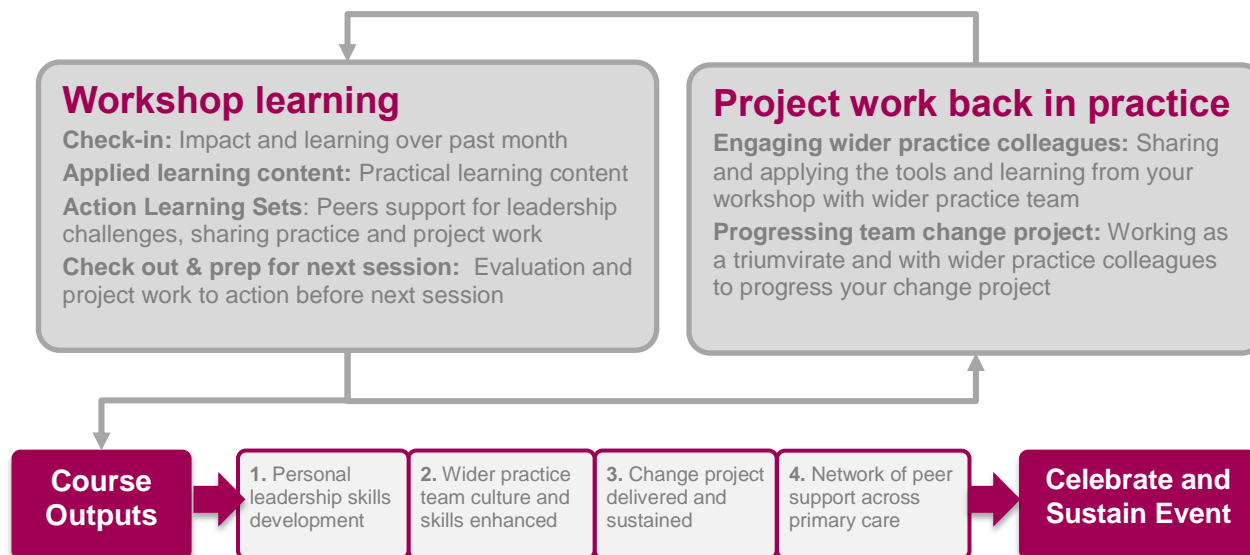 Workshop learning
Check-in: Impact and learning over past month
Applied learning content: Practical learning content
Action Learning Sets: Peers support for leadership
challenges, sharing practice and project work
Check out & prep for next session:  Evaluation and
project work to action before next session
Project work back in practice
Engaging wider practice colleagues: Sharing
and applying the tools and learning from your
workshop with wider practice team
Progressing team change project: Working as
a triumvirate and with wider practice colleagues
to progress your change project
Course
Outputs
1. Personal
leadership skills
development
2. Wider practice
team culture and
skills enhanced
3. Change project
delivered and
sustained
4. Network of peer
support across
primary care
Celebrate and
Sustain Event